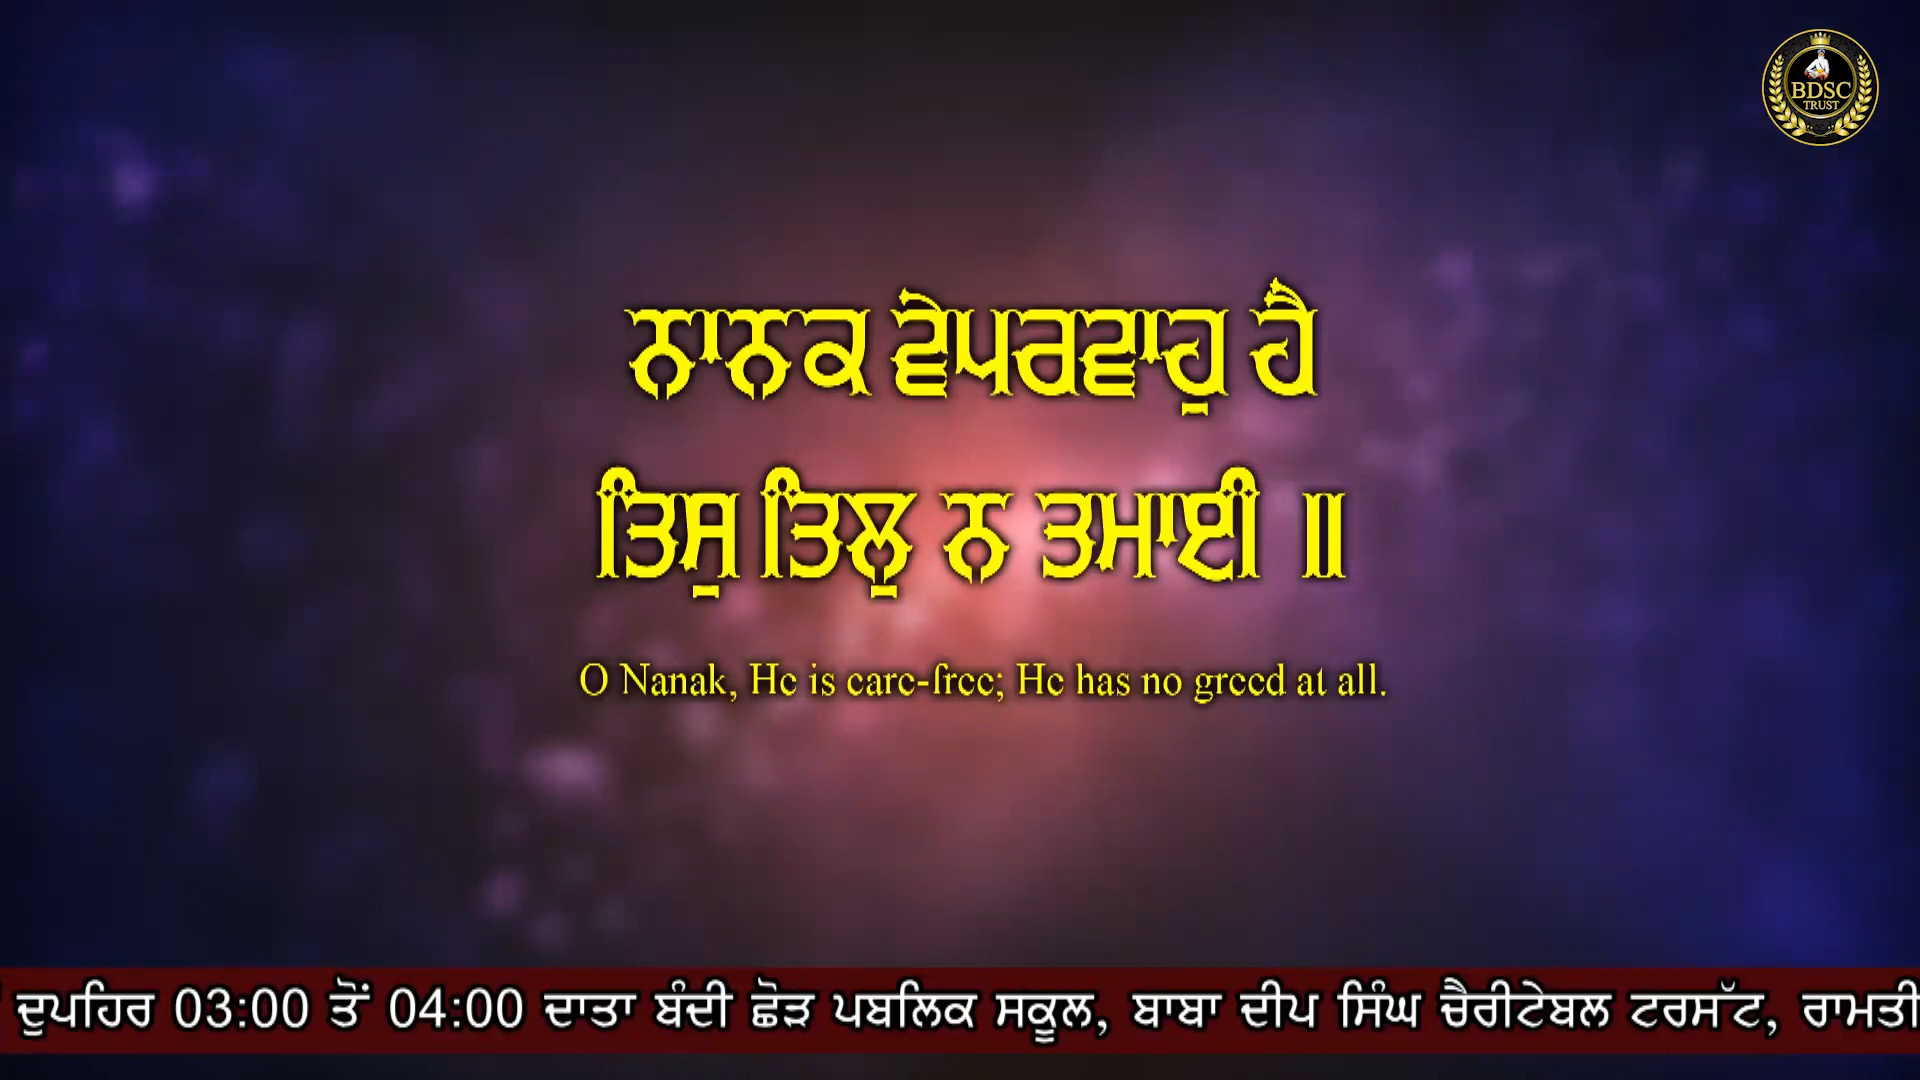 BDSC
TRUST
ਨਾਨਕ ਵੇਪਰਵਾਹੁ ਹੈ
ਤਿਸੁ ਤਿਲੁ ਨ ਤਮਾਈ ॥
O Nanak, He is care-free; He has no greed at all.
ਦੁਪਹਿਰ 03:00 ਤੋਂ 04:00 ਦਾਤਾ ਬੰਦੀ ਛੋੜ ਪਬਲਿਕ ਸਕੂਲ, ਬਾਬਾ ਦੀਪ ਸਿੰਘ ਚੈਰੀਟੇਬਲ ਟਰਸੱਟ, ਰਾਮਤੀ